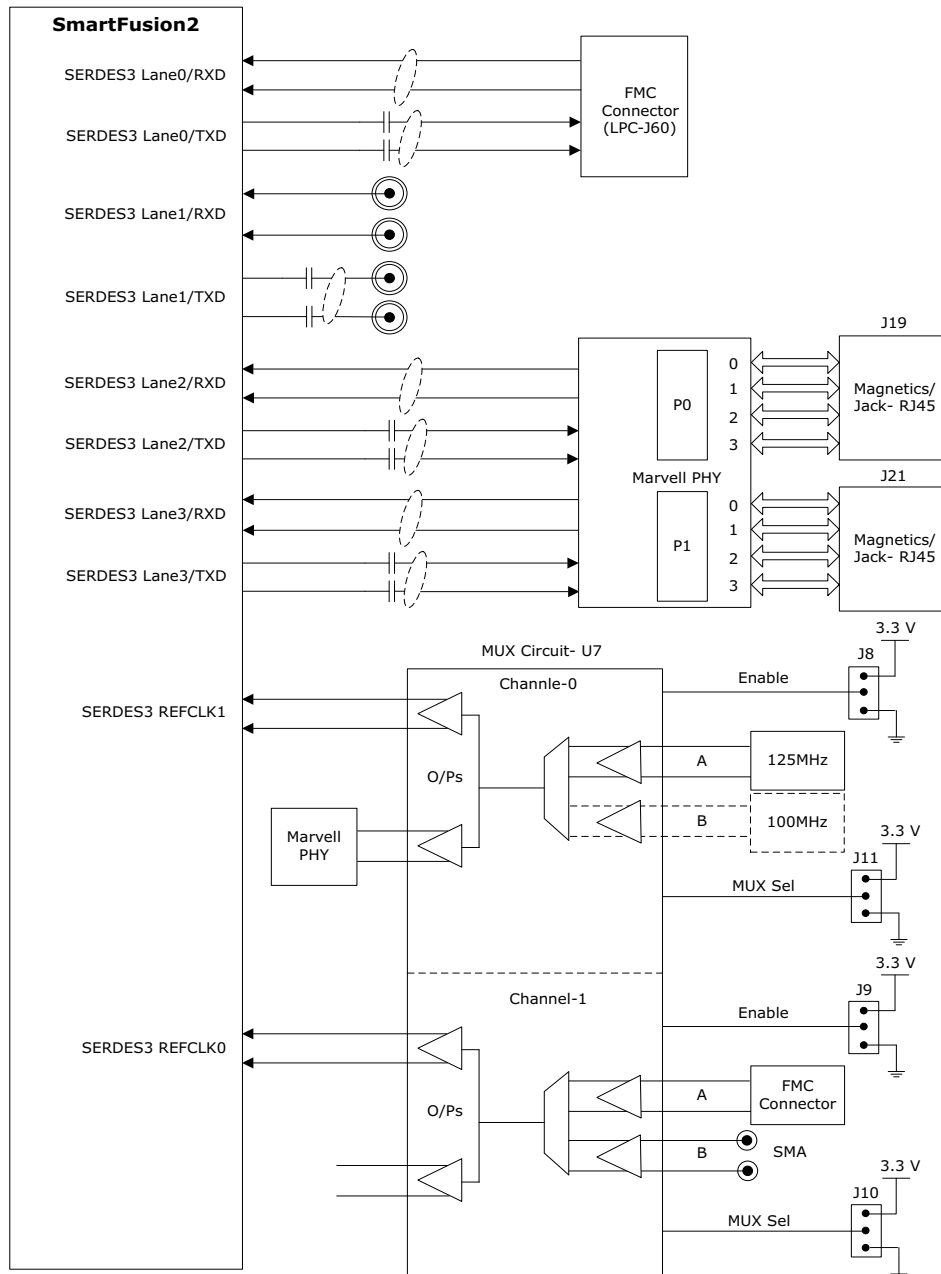 SmartFusion2
SERDES3 Lane0/RXD
FMC
Connector
(LPC-J60)
SERDES3 Lane0/TXD
SERDES3 Lane1/RXD
SERDES3 Lane1/TXD
J19
SERDES3 Lane2/RXD
P0
0
1
2
3
Magnetics/
Jack- RJ45
SERDES3 Lane2/TXD
Marvell PHY
J21
SERDES3 Lane3/RXD
P1
0
1
2
3
Magnetics/
Jack- RJ45
SERDES3 Lane3/TXD
3.3 V
MUX Circuit- U7
J8
Channle-0
Enable
SERDES3 REFCLK1
A
125MHz
O/Ps
B
100MHz
Marvell
PHY
3.3 V
J11
MUX Sel
3.3 V
J9
Channel-1
Enable
SERDES3 REFCLK0
A
FMC
Connector
O/Ps
B
SMA
3.3 V
J10
MUX Sel